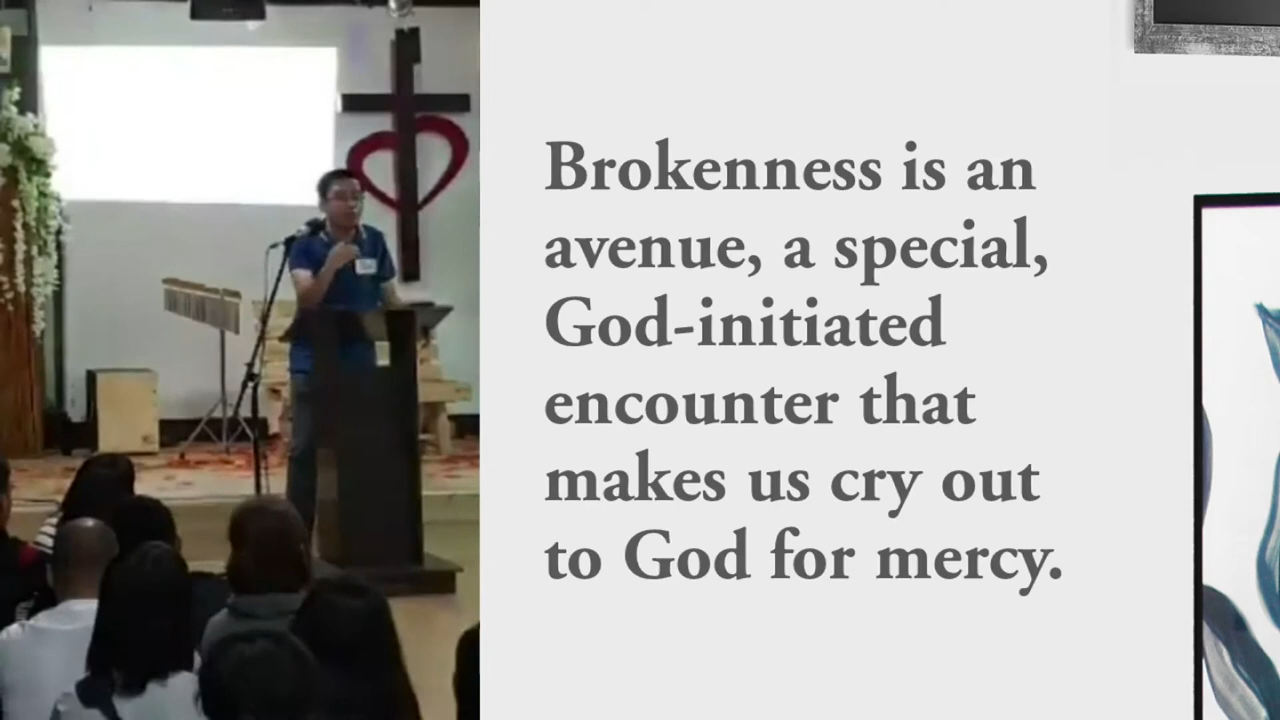 Brokenness is an
avenue, a special,
God-initiated
encounter that
makes us cry out
to God for mercy.